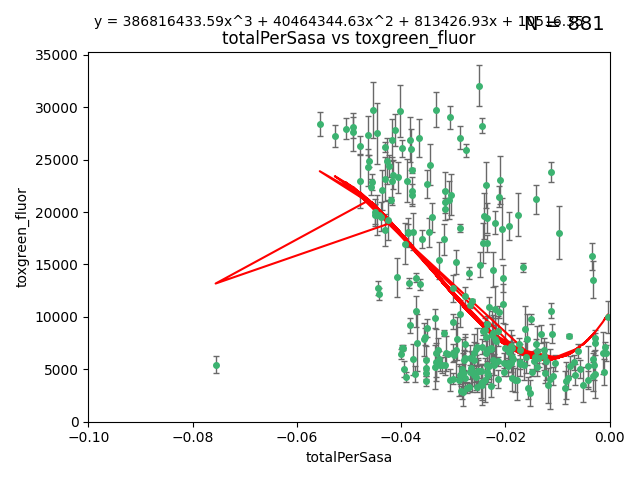 y = 386816433.59x^3 + 40464344.63x^2 + 813426.93x +
N = 881
totalPerSasa vs toxgreen_fluor
35000
30000
25000
20000
15000
10000
5000
0
toxgreen_fluor
−0.10
−0.08
−0.06
−0.04
−0.02
0.00
totalPerSasa